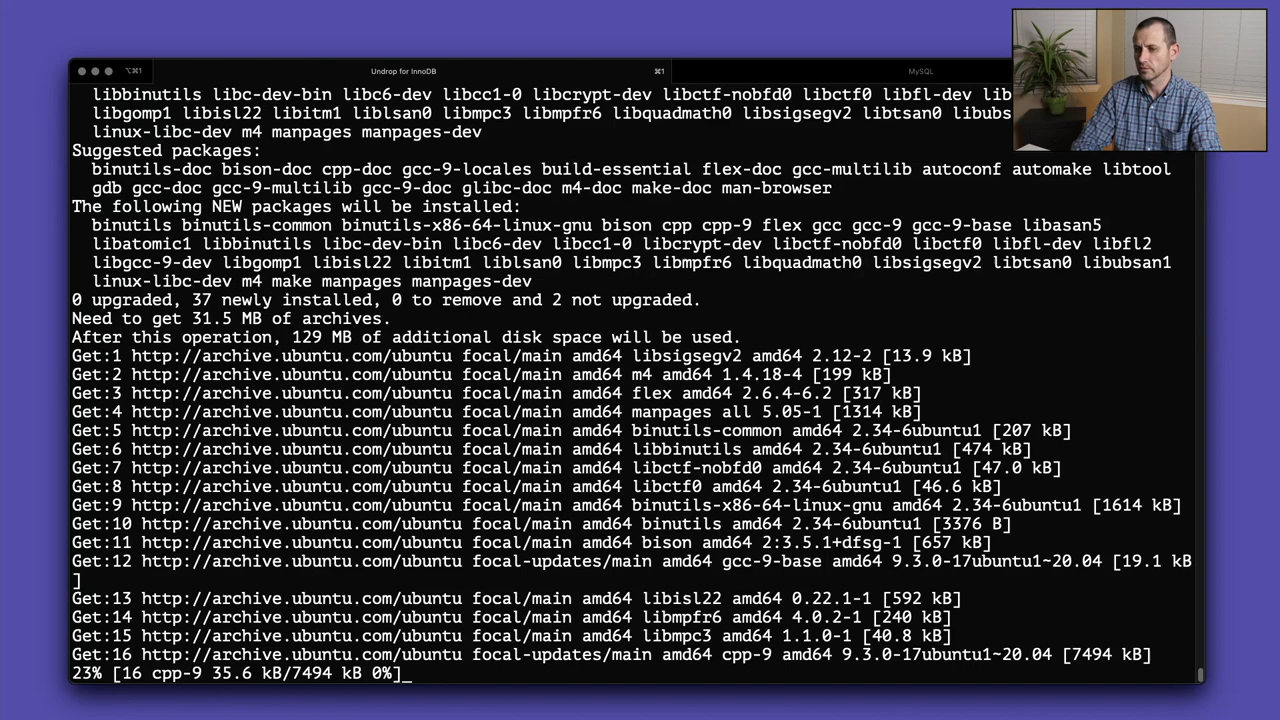 ⌥⌘1
Undrop for InnoDB
⌘1
MySQL
libbinutils libc-dev-bin libc6-dev libcc1-0 libcrypt-dev libctf-nobfd0 libctf0 libfl-dev
libgomp1 libisl22 libitm1 liblsan0 libmpc3 libmpfr6 libquadmath0 libsigsegv2 libtsan0
linux-libc-dev m4 manpages manpages-dev
Suggested packages:
binutils-doc bison-doc cpp-doc gcc-9-locales build-essential flex-doc gcc-multilib autoconf automake libtool
gdb gcc-doc gcc-9-multilib gcc-9-doc glibc-doc m4-doc make-doc man-browser
The following NEW packages will be installed:
binutils binutils-common binutils-x86-64-linux-gnu bison cpp cpp-9 flex gcc gcc-9 gcc-9-base libasan5
libatomic1 libbinutils libc-dev-bin libc6-dev libcc1-0 libcrypt-dev libctf-nobfd0 libctf0 libfl-dev libfl2
libgcc-9-dev libgomp1 libisl22 libitm1 liblsan0 libmpc3 libmpfr6 libquadmath0 libsigsegv2 libtsan0 libubsan1
linux-libc-dev m4 make manpages manpages-dev
0 upgraded, 37 newly installed, 0 to remove and 2 not upgraded.
Need to get 31.5 MB of archives.
After this operation, 129 MB of additional disk space will be used.
Get:1 http://archive.ubuntu.com/ubuntu focal/main amd64 libsigsegv2 amd64 2.12-2 [13.9 kB]
Get:2 http://archive.ubuntu.com/ubuntu focal/main amd64 m4 amd64 1.4.18-4 [199 kB]
Get:3 http://archive.ubuntu.com/ubuntu focal/main amd64 flex amd64 2.6.4-6.2 [317 kB]
Get:4 http://archive.ubuntu.com/ubuntu focal/main amd64 manpages all 5.05-1 [1314 kB]
Get:5 http://archive.ubuntu.com/ubuntu focal/main amd64 binutils-common amd64 2.34-6ubuntu1 [207 kB]
Get:6 http://archive.ubuntu.com/ubuntu focal/main amd64 libbinutils amd64 2.34-6ubuntu1 [474 kB]
Get:7 http://archive.ubuntu.com/ubuntu focal/main amd64 libctf-nobfd0 amd64 2.34-6ubuntu1 [47.0 kB]
Get:8 http://archive.ubuntu.com/ubuntu focal/main amd64 libctf0 amd64 2.34-6ubuntu1 [46.6 kB]
Get:9 http://archive.ubuntu.com/ubuntu focal/main amd64 binutils-x86-64-linux-gnu amd64 2.34-6ubuntu1 [1614 kB]
Get:10 http://archive.ubuntu.com/ubuntu focal/main amd64 binutils amd64 2.34-6ubuntu1 [3376 B]
Get:11 http://archive.ubuntu.com/ubuntu focal/main amd64 bison amd64 2:3.5.1+dfsg-1 [657 kB]
Get:12 http://archive.ubuntu.com/ubuntu focal-updates/main amd64 gcc-9-base amd64 9.3.0-17ubuntu1~20.04 [19.1 kB
]
Get:13 http://archive.ubuntu.com/ubuntu focal/main amd64 libisl22 amd64 0.22.1-1 [592 kB]
Get:14 http://archive.ubuntu.com/ubuntu focal/main amd64 libmpfr6 amd64 4.0.2-1 [240 kB]
Get:15 http://archive.ubuntu.com/ubuntu focal/main amd64 libmpc3 amd64 1.1.0-1 [40.8 kB]
Get:16 http://archive.ubuntu.com/ubuntu focal-updates/main amd64 cpp-9 amd64 9.3.0-17ubuntu1~20.04 [7494 kB]
23% [16 cpp-9 35.6 kB/7494 kB 0%]